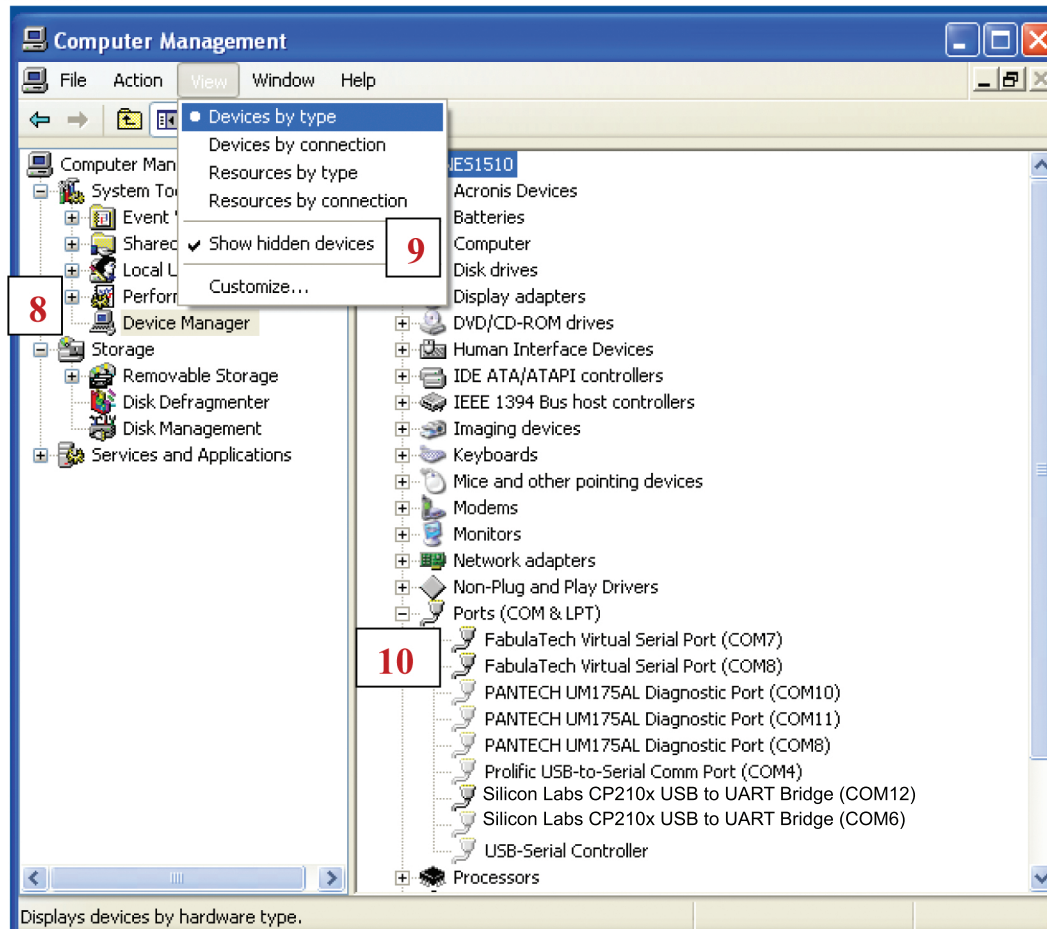 Computer Management
File Action View Window Help
Devices by type
Devices by connection
Resources by type
Resources by connection
Show hidden devices
9
Customize...
Computer Man
System To
Event
Shared
Local
Perform
8
Device Manager
Storage
Removable Storage
Disk Defragmenter
Disk Management
Services and Applications
NES1510
Acronis Devices
Batteries
Computer
Disk drives
Display adapters
DVD/CD-ROM drives
Human Interface Devices
IDE ATA/ATAPI controllers
IEEE 1394 Bus host controllers
Imaging devices
Keyboards
Mice and other pointing devices
Modems
Monitors
Network adapters
Non-Plug and Play Drivers
Ports (COM & LPT)
10
FabulaTech Virtual Serial Port (COM7)
FabulaTech Virtual Serial Port (COM8)
PANTECH UM175AL Diagnostic Port (COM10)
PANTECH UM175AL Diagnostic Port (COM11)
PANTECH UM175AL Diagnostic Port (COM8)
Prolific USB-to-Serial Comm Port (COM4)
Silicon Labs CP210x USB to UART Bridge (COM12)
Silicon Labs CP210x USB to UART Bridge (COM6)
USB-Serial Controller
Processors
Displays devices by hardware type.